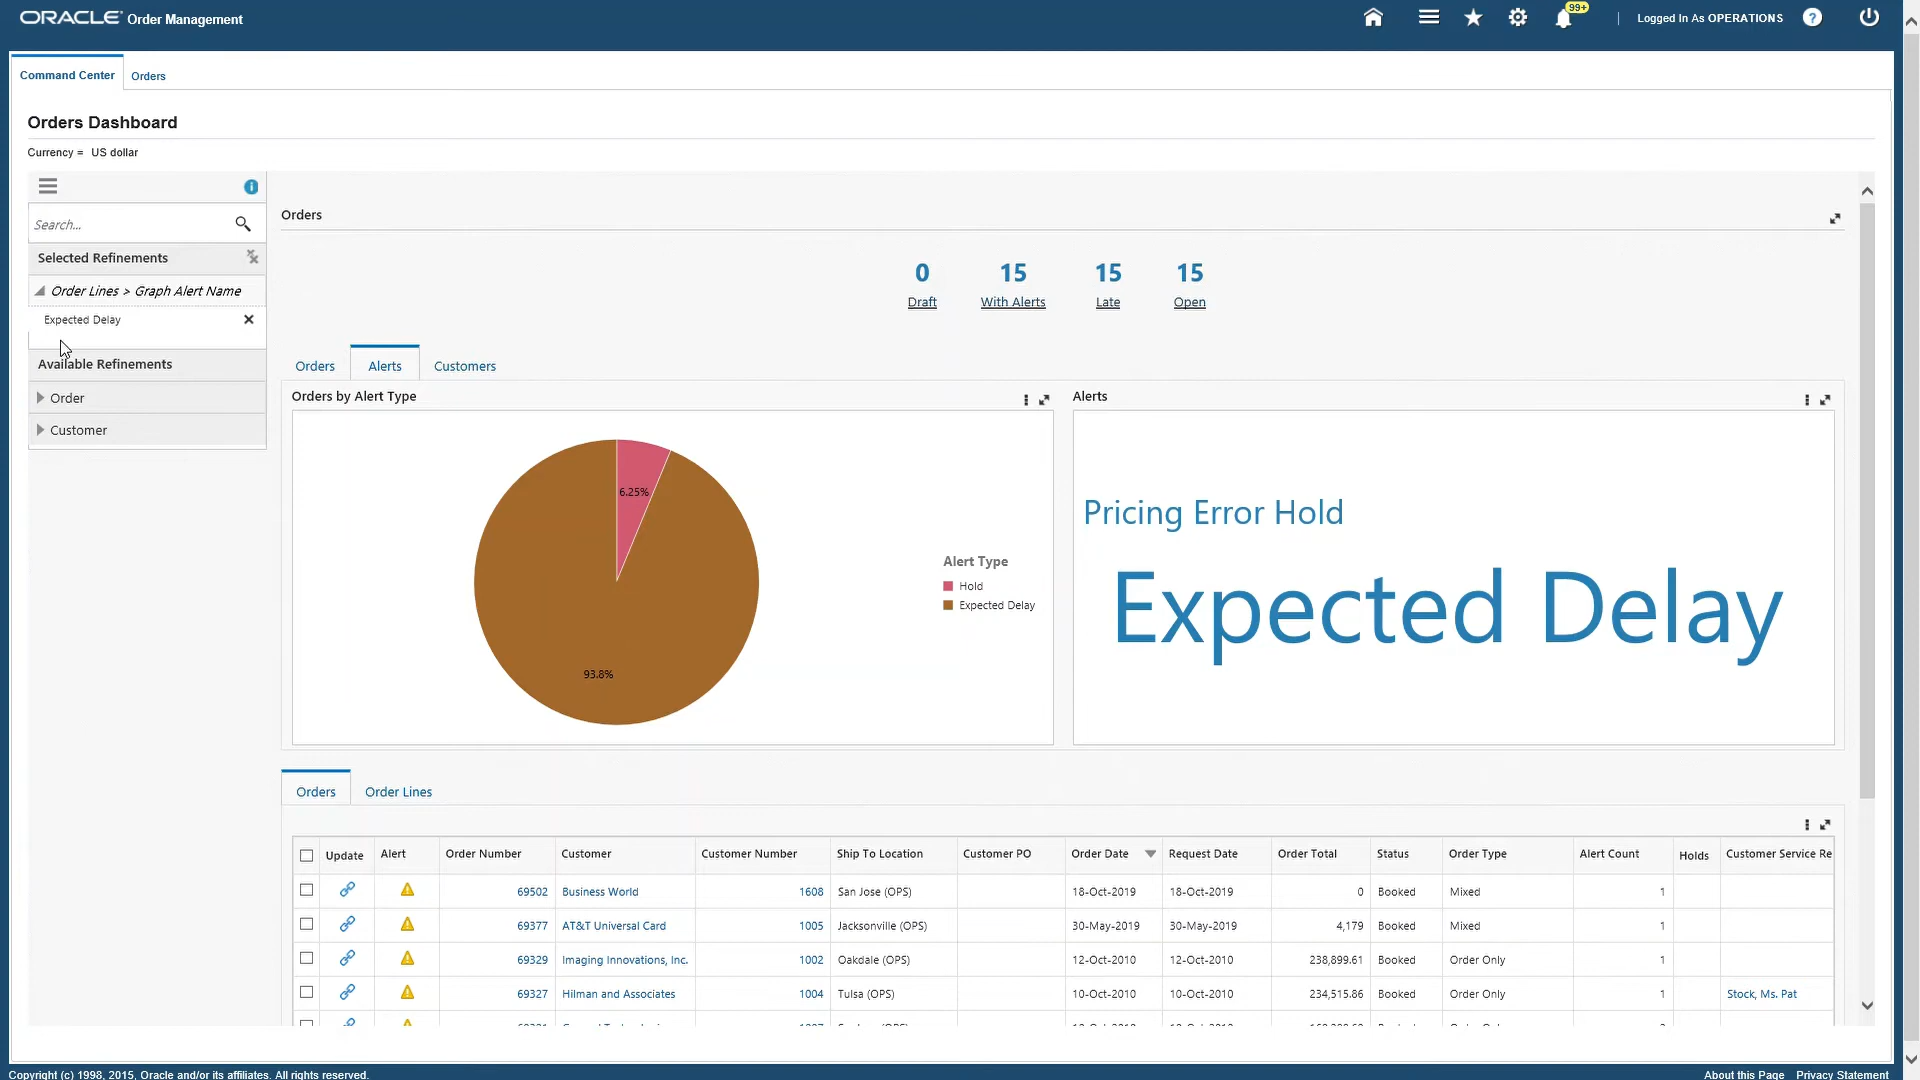 ORACLE Order Management
99+
Logged In As OPERATIONS
?
Command Center Orders
Orders Dashboard
Currency = US dollar
i
Search...
Selected Refinements
Order Lines > Graph Alert Name
Expected Delay
Available Refinements
Order
Customer
Orders
0 15 15 15
Draft With Alerts Late Open
Orders Alerts Customers
Orders by Alert Type
6.25%
93.8%
Alert Type
Hold
Expected Delay
Alerts
Pricing Error Hold
Expected Delay
Orders Order Lines
Update Alert Order Number Customer Customer Number Ship To Location Customer PO Order Date Request Date Order Total Status Order Type Alert Count Holds Customer Service Re
69502 Business World 1608 San Jose (OPS) 18-Oct-2019 18-Oct-2019 0 Booked Mixed 1
69377 AT&T Universal Card 1005 Jacksonville (OPS) 30-May-2019 30-May-2019 4,179 Booked Mixed 1
69329 Imaging Innovations, Inc. 1002 Oakdale (OPS) 12-Oct-2010 12-Oct-2010 238,899.61 Booked Order Only 1
69327 Hilman and Associates 1004 Tulsa (OPS) 10-Oct-2010 10-Oct-2010 234,515.86 Booked Order Only 1 Stock, Ms. Pat
Copyright (c) 1998, 2015, Oracle and/or its affiliates. All rights reserved.
About this Page Privacy Statement